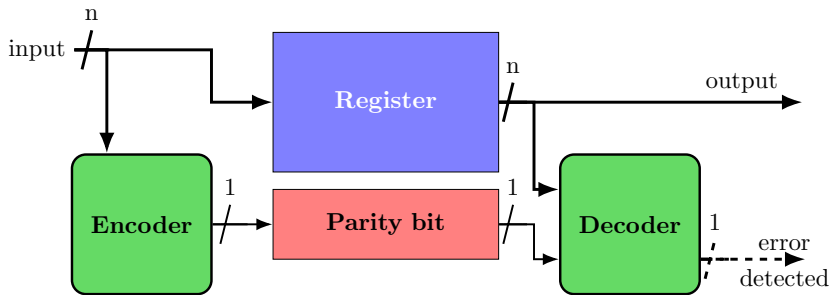 n
input
Register
n
output
Encoder
1
Parity bit
1
Decoder
1
error
detected